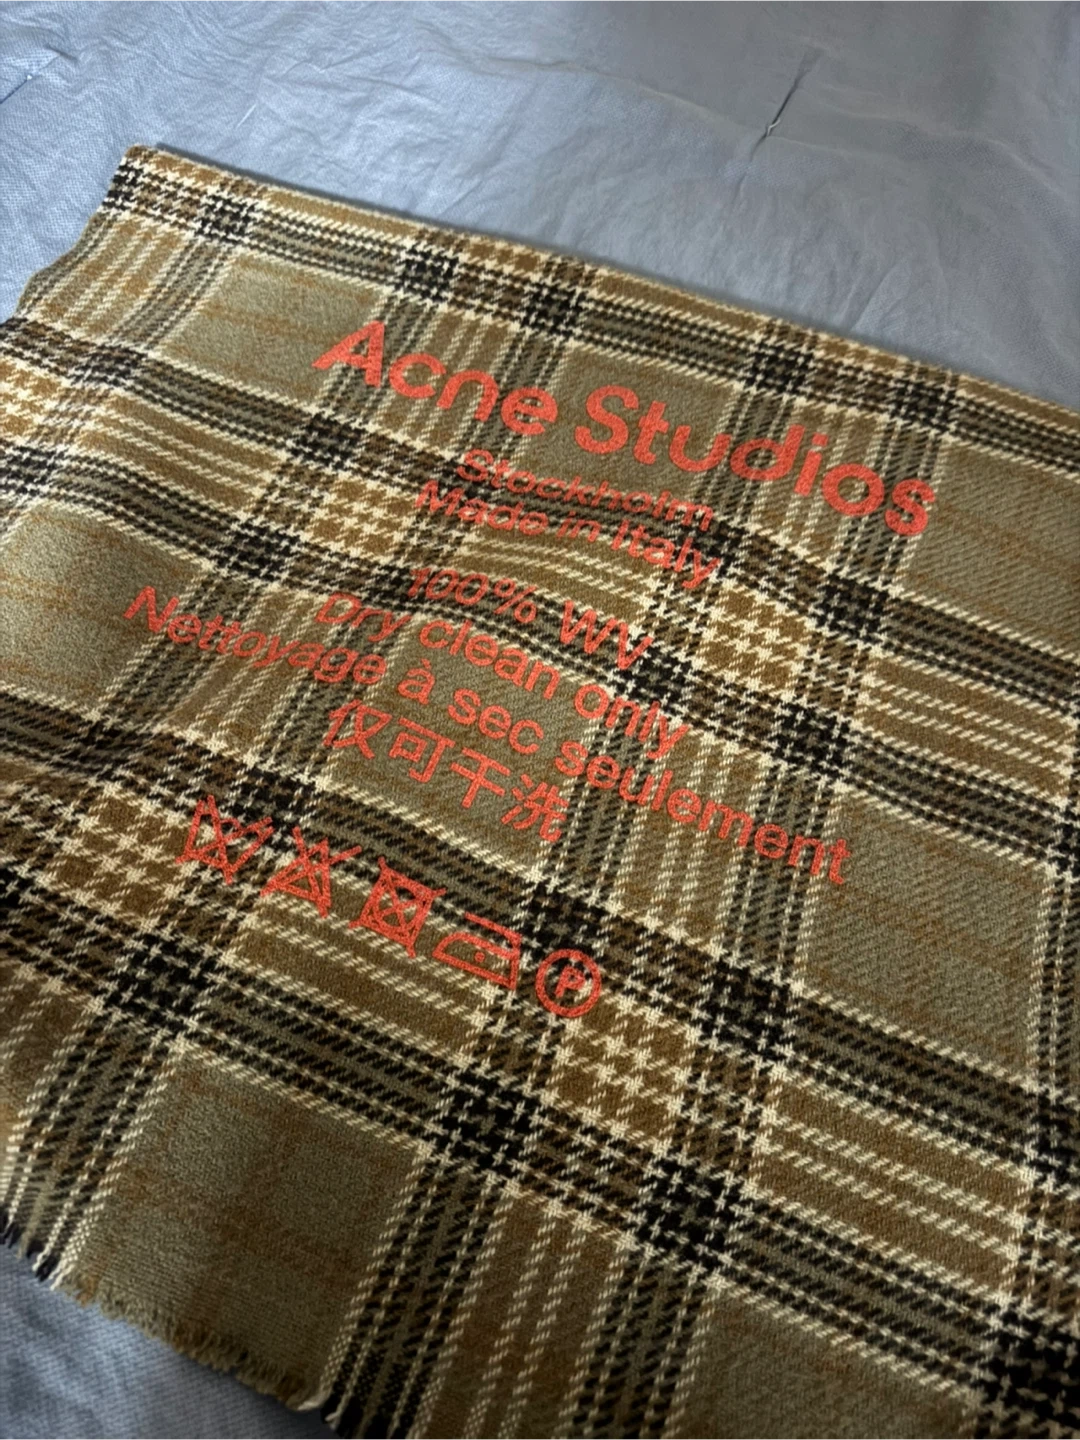 Acne Studios
Stockholm
Made in Italy
100% WV
Dry clean only
Nettoyage à sec seulement
仅可干洗
P